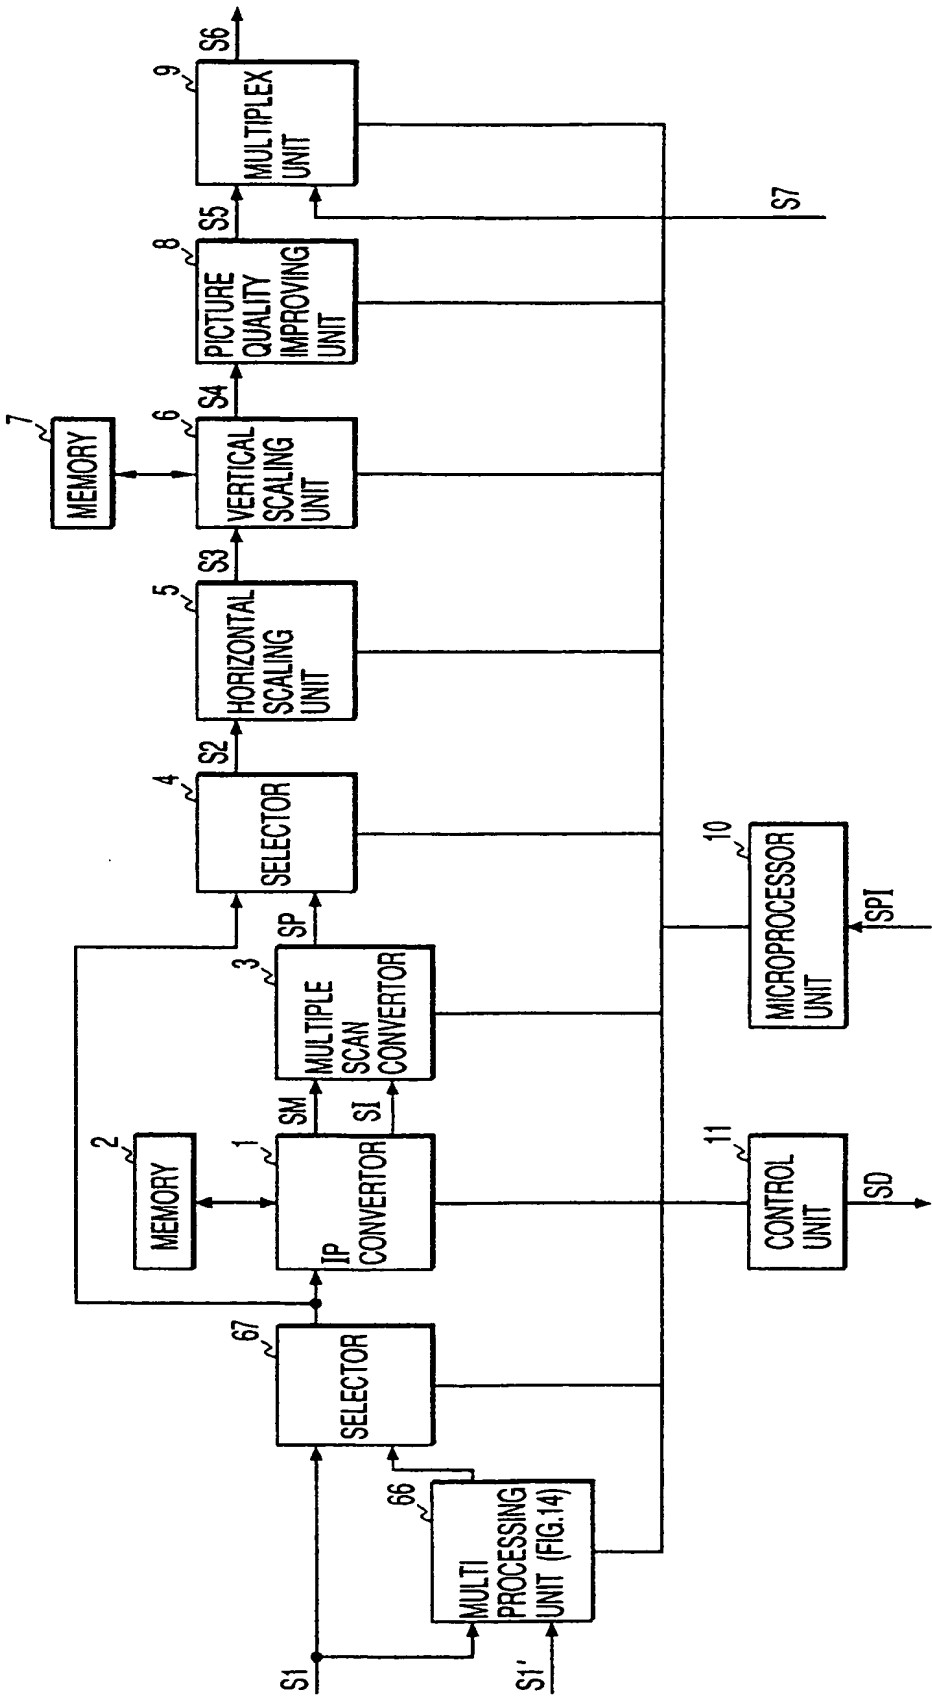 S1
S1'
66
MULTI
PROCESSING
UNIT (FIG.14)
67
SELECTOR
2
MEMORY
1
IP
CONVERTOR
SM
SI
3
MULTIPLE
SCAN
CONVERTOR
SP
4
SELECTOR
S2
5
HORIZONTAL
SCALING
UNIT
S3
7
MEMORY
6
VERTICAL
SCALING
UNIT
S4
8
PICTURE
QUALITY
IMPROVING
UNIT
S5
9
MULTIPLEX
UNIT
S6
S7
11
CONTROL
UNIT
SD
10
MICROPROCESSOR
UNIT
SPI